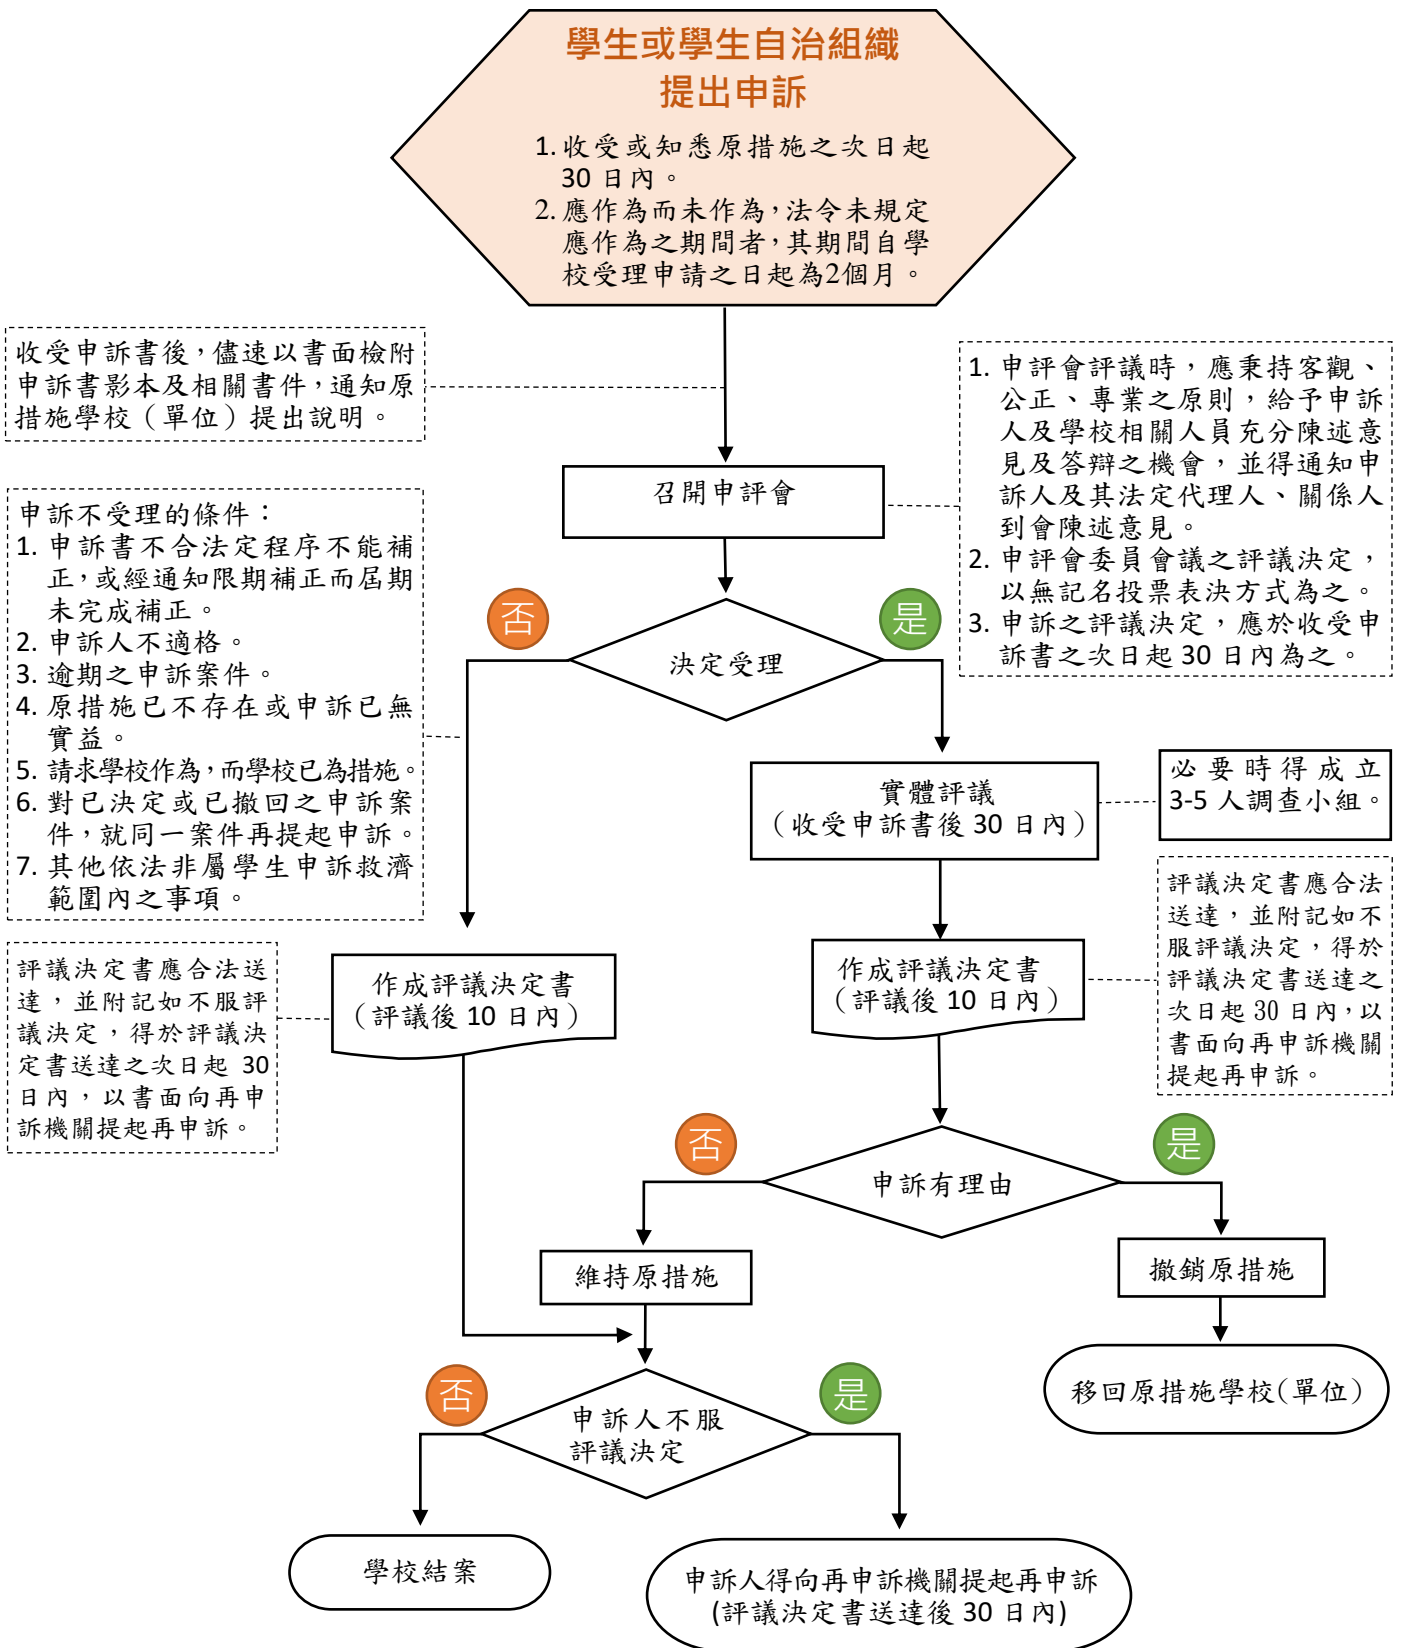 學生或學生自治組織
提出申訴
1. 收受或知悉原措施之次日起
30 日內。
2. 應作為而未作為，法令未規定
應作為之期間者，其期間自學
校受理申請之日起為2個月。
收受申訴書後，儘速以書面檢附
申訴書影本及相關書件，通知原
措施學校（單位）提出說明。
1. 申評會評議時，應秉持客觀、
公正、專業之原則，給予申訴
人及學校相關人員充分陳述意
見及答辯之機會，並得通知申
訴人及其法定代理人、關係人
到會陳述意見。
2. 申評會委員會議之評議決定，
以無記名投票表決方式為之。
3. 申訴之評議決定，應於收受申
訴書之次日起 30 日內為之。
召開申評會
申訴不受理的條件：
1. 申訴書不合法定程序不能補
正，或經通知限期補正而屆期
未完成補正。
2. 申訴人不適格。
3. 逾期之申訴案件。
4. 原措施已不存在或申訴已無
實益。
5. 請求學校作為，而學校已為措施。
6. 對已決定或已撤回之申訴案
件，就同一案件再提起申訴。
7. 其他依法非屬學生申訴救濟
範圍內之事項。
否
是
決定受理
實體評議
（收受申訴書後 30 日內）
必要時得成立
3-5 人調查小組。
評議決定書應合法
送達，並附記如不
服評議決定，得於
評議決定書送達之
次日起 30 日內，以
書面向再申訴機關
提起再申訴。
評議決定書應合法送
達，並附記如不服評
議決定，得於評議決
定書送達之次日起 30
日內，以書面向再申
訴機關提起再申訴。
作成評議決定書
（評議後 10 日內）
作成評議決定書
（評議後 10 日內）
否
是
申訴有理由
維持原措施
撤銷原措施
移回原措施學校(單位)
否
是
申訴人不服
評議決定
學校結案
申訴人得向再申訴機關提起再申訴
(評議決定書送達後 30 日內)